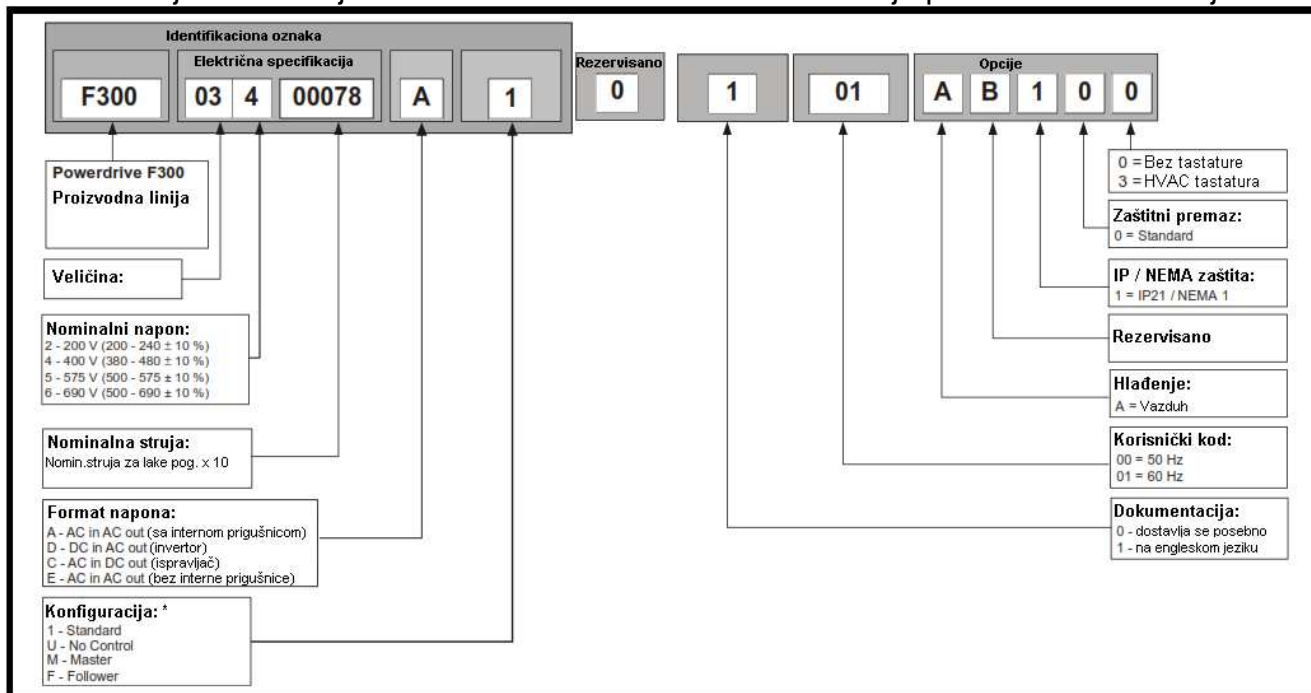 Identifikaciona oznaka
Električna specifikacija
Rezervisano
Opcije
F300 03 4 00078 A 1 0 1 01 A B 1 0 0
Powerdrive F300
Proizvodna linija
Veličina:
Nominalni napon:
2 - 200 V (200 - 240 ± 10 %)
4 - 400 V (380 - 480 ± 10 %)
5 - 575 V (500 - 575 ± 10 %)
6 - 690 V (500 - 690 ± 10 %)
Nominalna struja:
Nomin.struja za lake pog. x 10
Format napona:
A - AC in AC out (sa internom prigušnicom)
D - DC in AC out (invertor)
C - AC in DC out (ispravljač)
E - AC in AC out (bez interne prigušnice)
Konfiguracija: *
1 - Standard
U - No Control
M - Master
F - Follower
0 = Bez tastature
3 = HVAC tastatura
Zaštitni premaz:
0 = Standard
IP / NEMA zaštita:
1 = IP21 / NEMA 1
Rezervisano
Hlađenje:
A = Vazduh
Korisnički kod:
00 = 50 Hz
01 = 60 Hz
Dokumentacija:
0 - dostavlja se posebno
1 - na engleskom jeziku